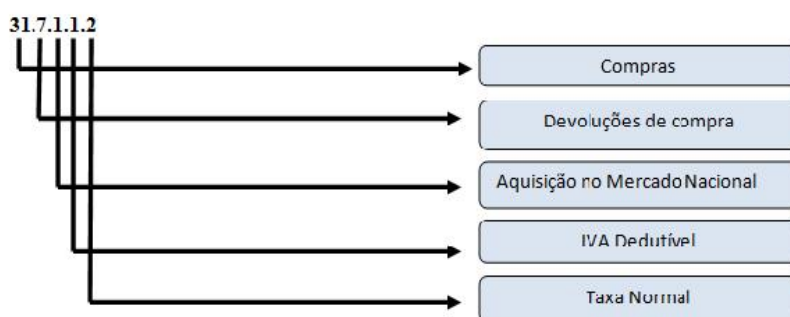 31.7.1.1.2
Compras
Devoluções de compra
Aquisição no Mercado Nacional
IVA Dedutível
Taxa Normal